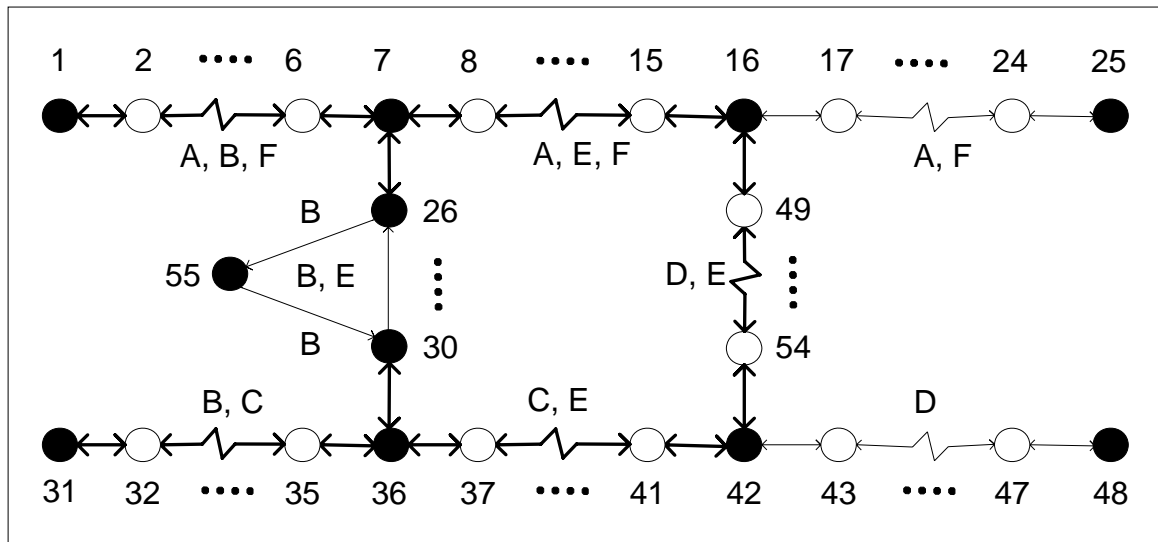 1 2 •••• 6 7 8 •••• 15 16 17 •••• 24 25
A, B, F A, E, F A, F
B 26 49
55 B, E D, E
B 30 54
B, C C, E D
31 32 •••• 35 36 37 •••• 41 42 43 •••• 47 48